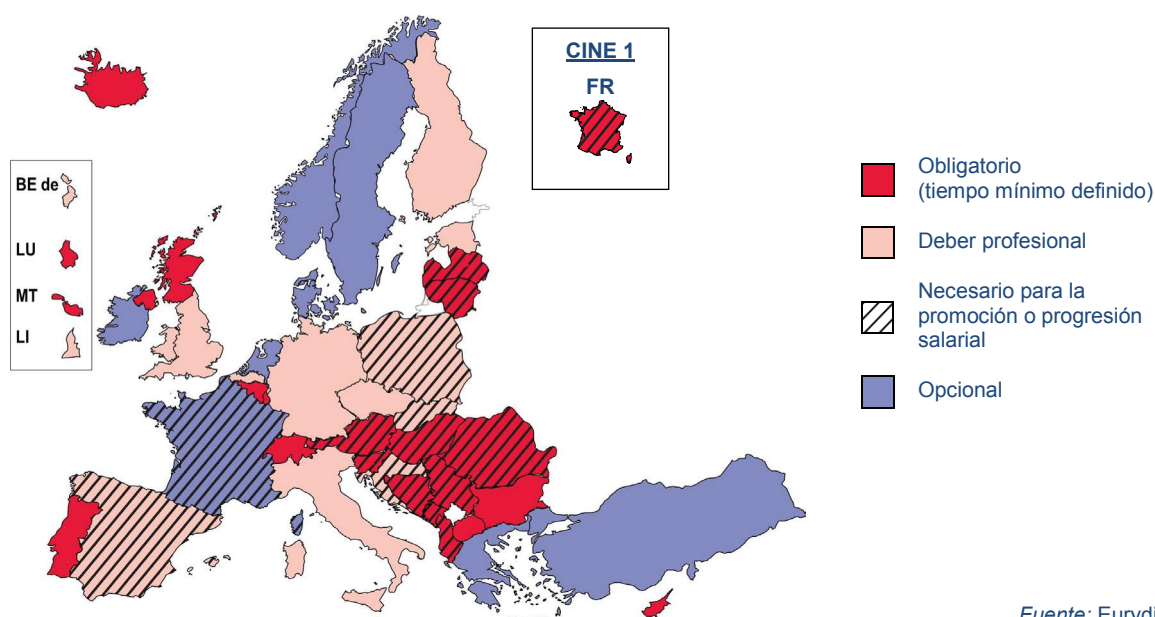 CINE 1
FR
BE de
LU
MT
LI
Obligatorio
(tiempo mínimo definido)
Deber profesional
Necesario para la
promoción o progresión
salarial
Opcional
Fuente: Eurydi